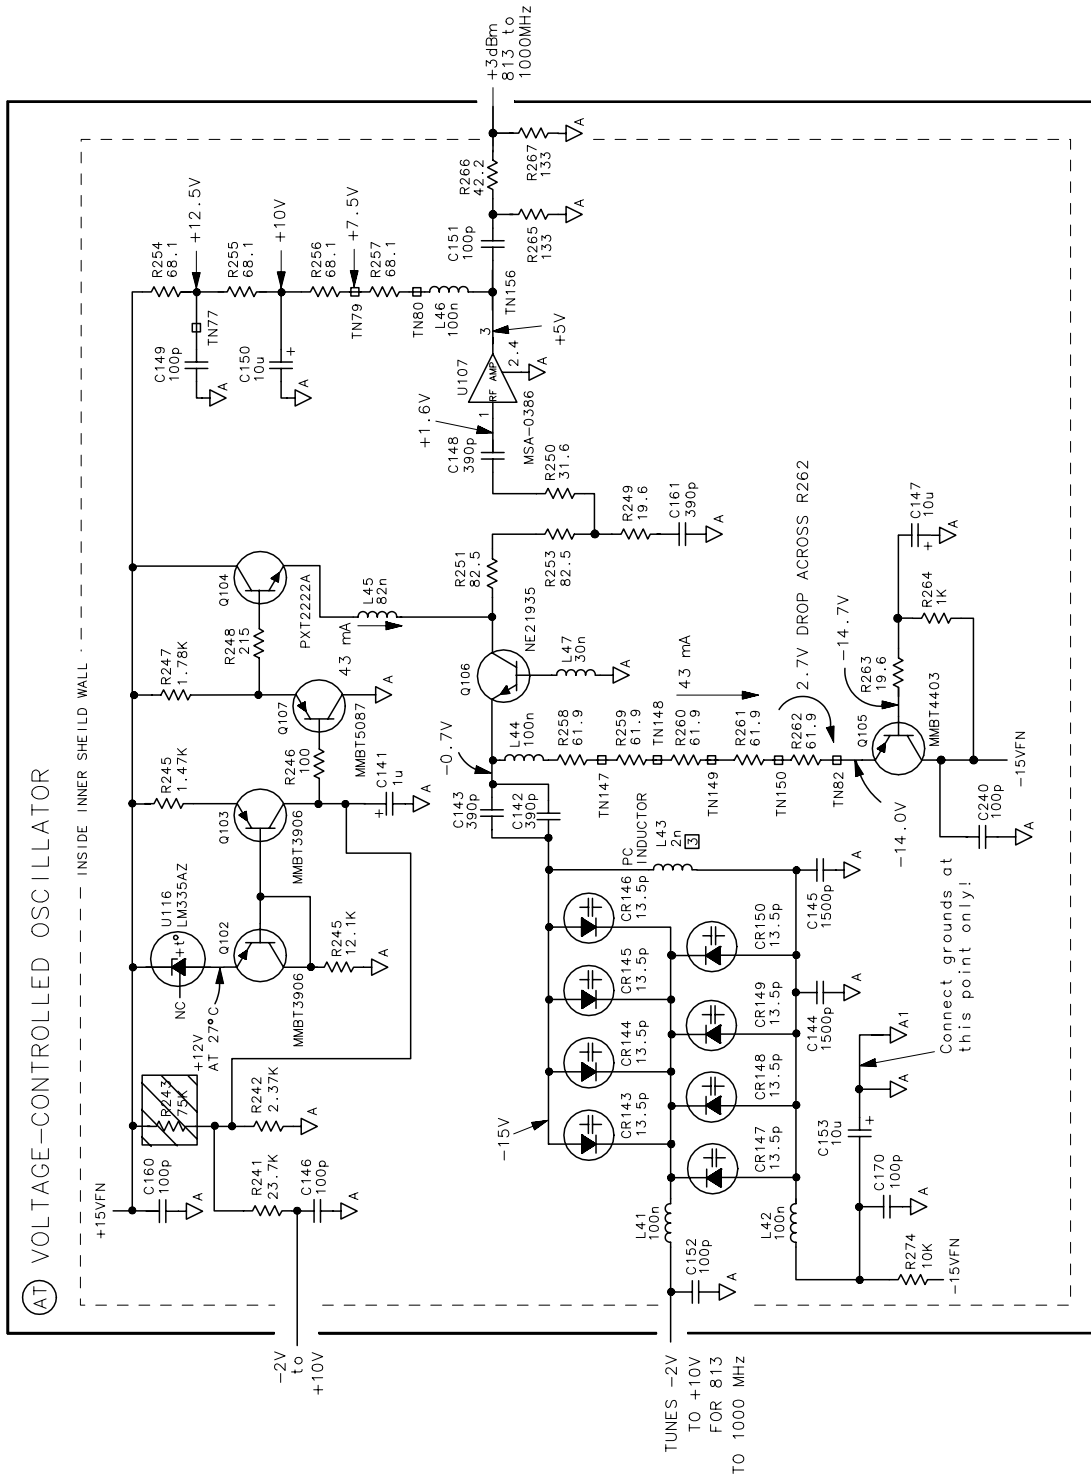 AT VOLTAGE-CONTROLLED OSCILLATOR
INSIDE INNER SHEILD WALL
-2V
to
+10V
+15VFN
C160
100p
A
R243
75K
R241
23.7K
R242
2.37K
A
C146
100p
A
+12V
AT 27°C
NC
U116
LM335AZ
+t°
Q102
MMBT3906
R245
12.1K
A
R245
1.47K
Q103
MMBT3906
R246
100
C141
1u
A
R247
1.78K
Q107
MMBT5087
A
R248
215
Q104
PXT2222A
43 mA
L45
82n
R254
68.1
+12.5V
TN77
C149
100p
A
R255
68.1
+10V
C150
10u
+
A
R256
68.1
+7.5V
TN79
R257
68.1
TN80
L46
100n
TN156
+5V
U107
RF AMP
1
3
2.4
A
MSA-0386
+1.6V
C148
390p
C151
100p
R265
133
A
R266
42.2
R267
133
A
+3dBm
813 to
1000MHz
R250
31.6
R251
82.5
R253
82.5
R249
19.6
C161
390p
A
Q106
NE21935
L47
30n
A
-0.7V
C143
390p
C142
390p
L44
100n
R258
61.9
TN147
R259
61.9
TN148
R260
61.9
TN149
43 mA
R261
61.9
TN150
R262
61.9
TN82
2.7V DROP ACROSS R262
-14.0V
Q105
MMBT4403
-14.7V
R263
19.6
R264
1K
C147
10u
+
A
-15VFN
C240
100p
A
PC
INDUCTOR
L43
2n
3
-15V
CR143
13.5p
CR144
13.5p
CR145
13.5p
CR146
13.5p
CR147
13.5p
CR148
13.5p
CR149
13.5p
CR150
13.5p
C145
1500p
A
C144
1500p
A
TUNES -2V
TO +10V
FOR 813
TO 1000 MHz
L41
100n
C152
100p
A
L42
100n
C153
10u
+
C170
100p
A
R274
10K
-15VFN
A
A1
Connect grounds at
this point only!